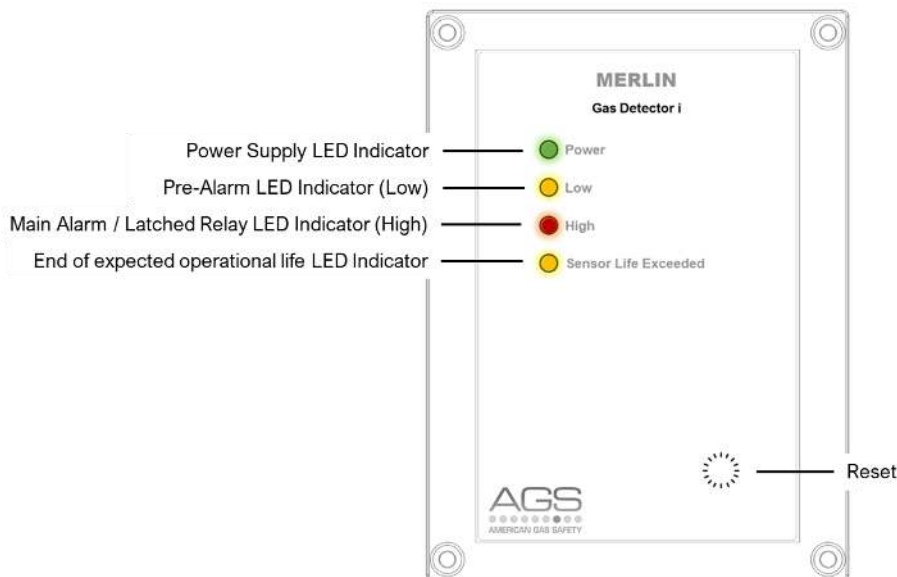 MERLIN
Gas Detector i
Power Supply LED Indicator
Power
Pre-Alarm LED Indicator (Low)
Low
Main Alarm / Latched Relay LED Indicator (High)
High
End of expected operational life LED Indicator
Sensor Life Exceeded
Reset
AGS
AMERICAN GAS SAFETY